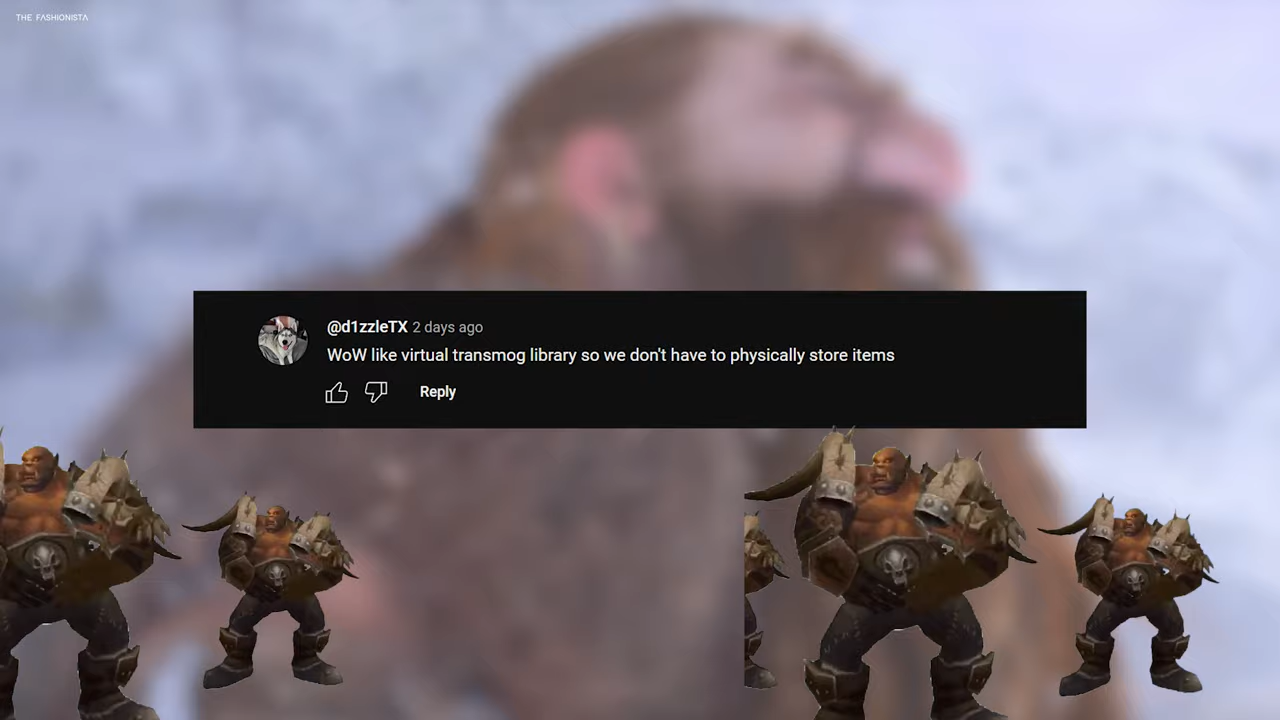 THE FASHIONISTA
@d1zzleTX 2 days ago
WoW like virtual transmog library so we don't have to physically store items
Reply